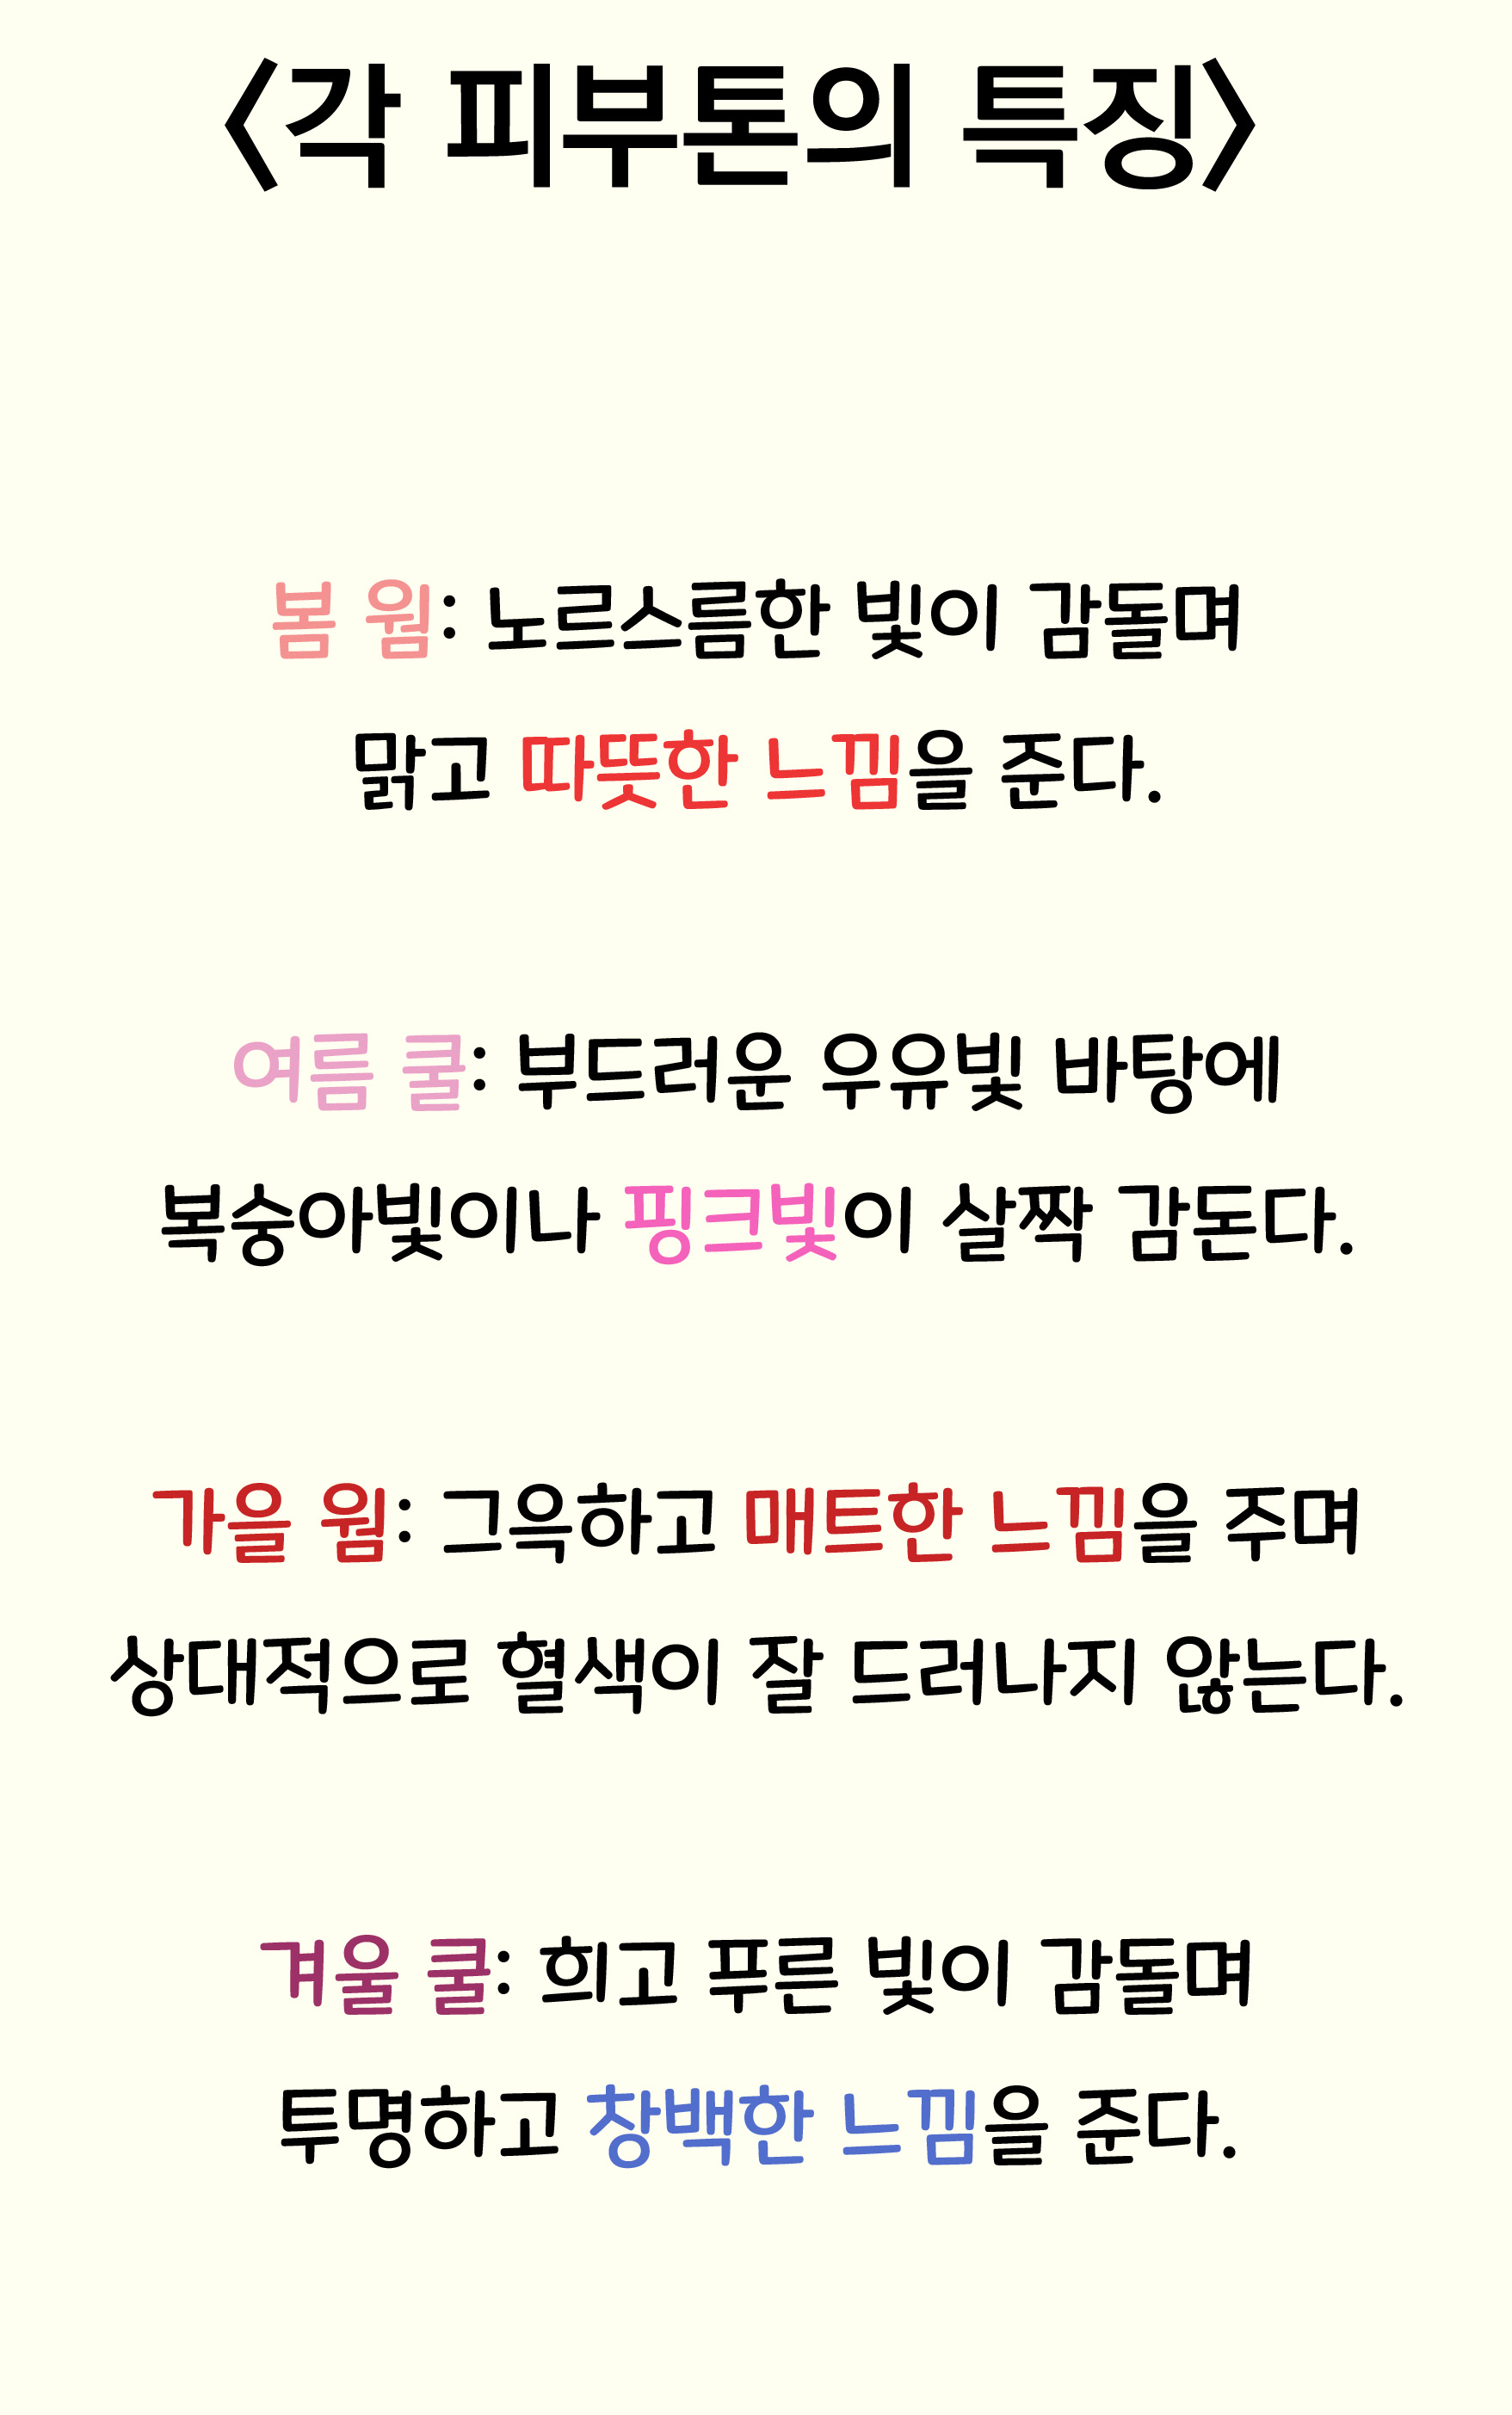 <각 피부톤의 특징>
봄 웜: 노르스름한 빛이 감돌며
맑고 따뜻한 느낌을 준다.
여름 쿨: 부드러운 우유빛 바탕에
복숭아빛이나 핑크빛이 살짝 감돈다.
가을 웜: 그윽하고 매트한 느낌을 주며
상대적으로 혈색이 잘 드러나지 않는다.
겨울 쿨: 희고 푸른 빛이 감돌며
투명하고 창백한 느낌을 준다.